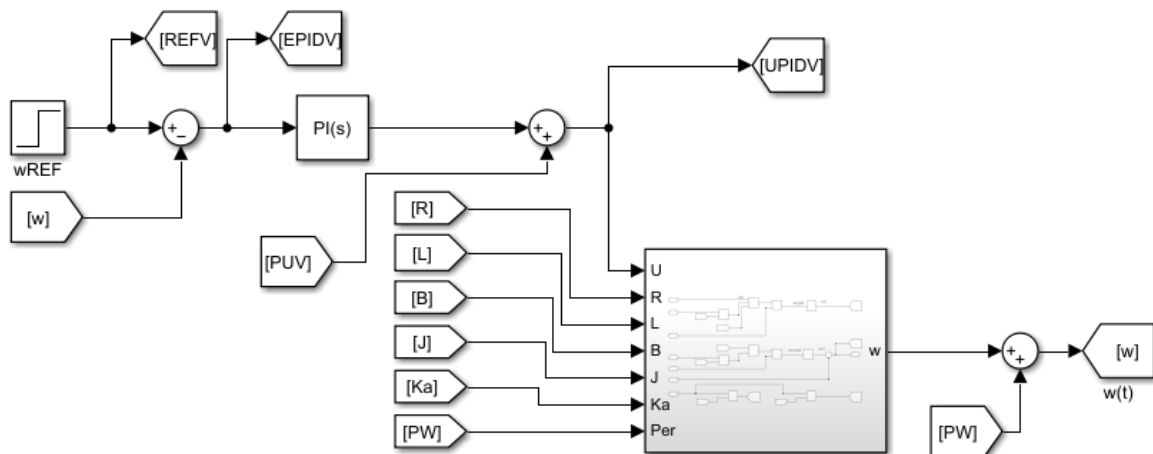 [REFV]
[EPIDV]
[UPIDV]
+
−
PI(s)
+
+
wREF
[w]
[PUV]
[R]
[L]
[B]
[J]
[Ka]
[PW]
U
R
L
B
J
Ka
Per
w
+
+
[w]
w(t)
[PW]